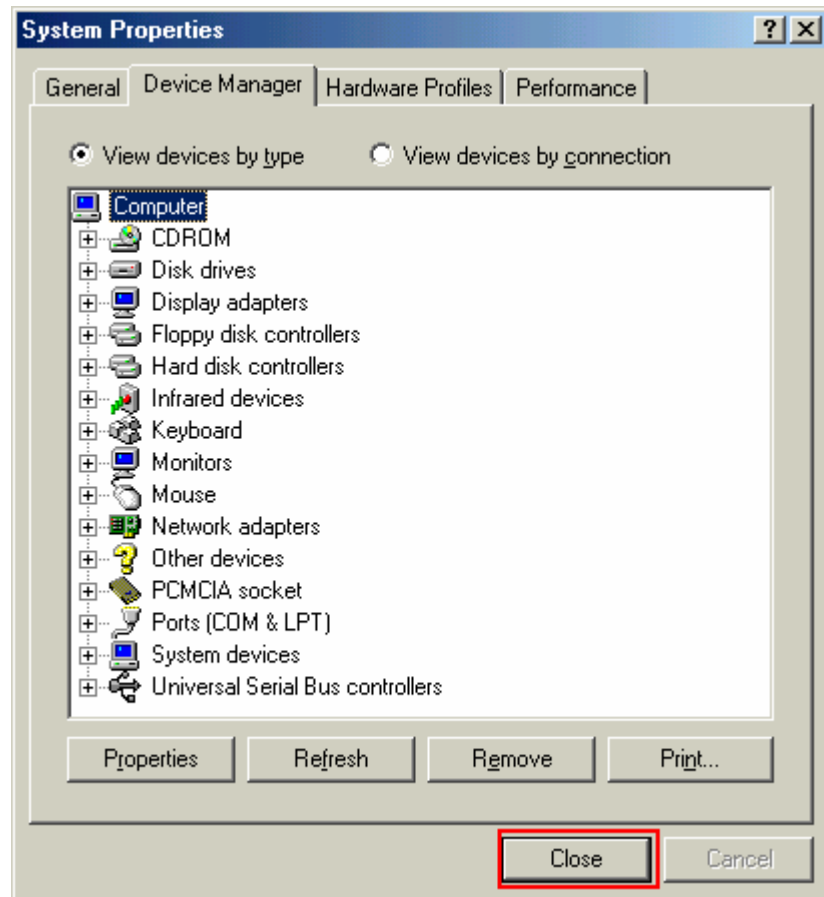 System Properties
General Device Manager Hardware Profiles Performance
View devices by type View devices by connection
Computer
CDROM
Disk drives
Display adapters
Floppy disk controllers
Hard disk controllers
Infrared devices
Keyboard
Monitors
Mouse
Network adapters
Other devices
PCMCIA socket
Ports (COM & LPT)
System devices
Universal Serial Bus controllers
Properties Refresh Remove Print...
Close Cancel